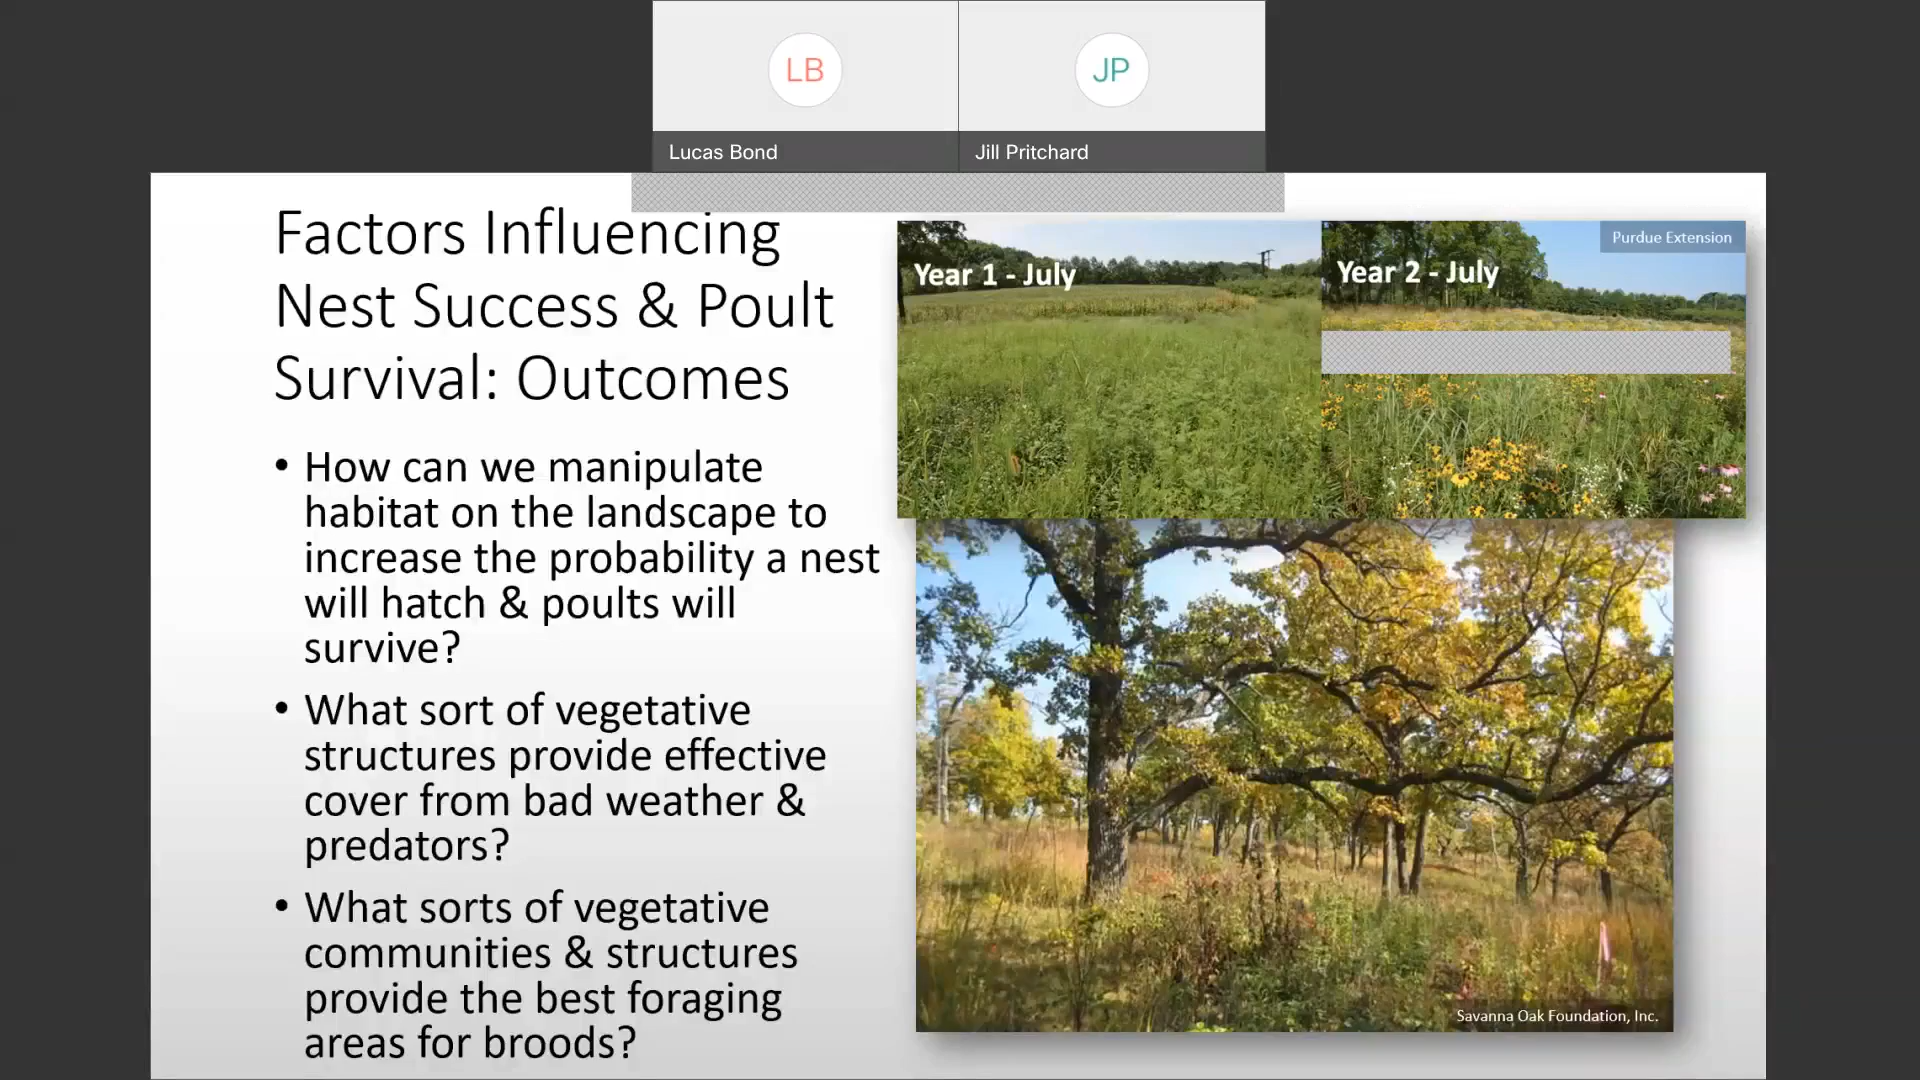 LB
JP
Lucas Bond
Jill Pritchard
Factors Influencing
Nest Success & Poult
Survival: Outcomes
• How can we manipulate
habitat on the landscape to
increase the probability a nest
will hatch & poults will
survive?
• What sort of vegetative
structures provide effective
cover from bad weather &
predators?
• What sorts of vegetative
communities & structures
provide the best foraging
areas for broods?
Year 1 - July
Year 2 - July
Purdue Extension
Savanna Oak Foundation, Inc.